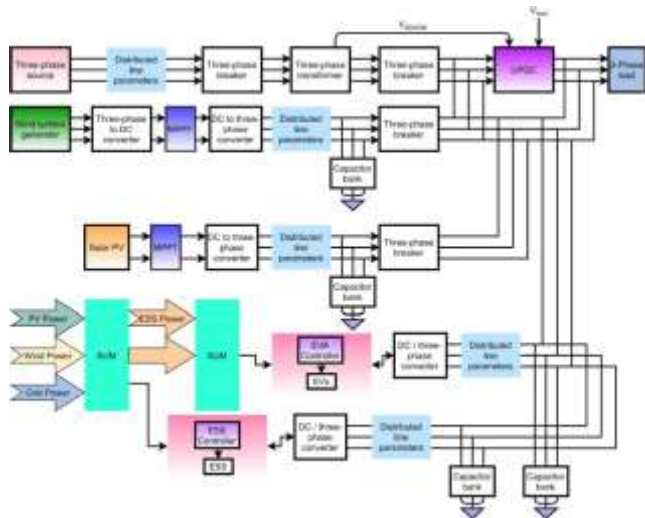 V_source
V_load
Three-phase
source
Distributed
line
parameters
Three-phase
breaker
Three-phase
transformer
Three-phase
breaker
UPQC
3-Phase
load
Wind turbine
generator
Three-phase
to DC
converter
MPPT
DC to three-
phase
converter
Distributed
line
parameters
Three-phase
breaker
Capacitor
bank
Solar PV
MPPT
DC to three-
phase
converter
Distributed
line
parameters
Three-phase
breaker
Capacitor
bank
PV Power
Wind Power
Grid Power
SUM
ESS Power
SUM
EVA
Controller
EVs
DC / three-
phase
converter
Distributed
line
parameters
ESS
Controller
ESS
DC / three-
phase
converter
Distributed
line
parameters
Capacitor
bank
Capacitor
bank